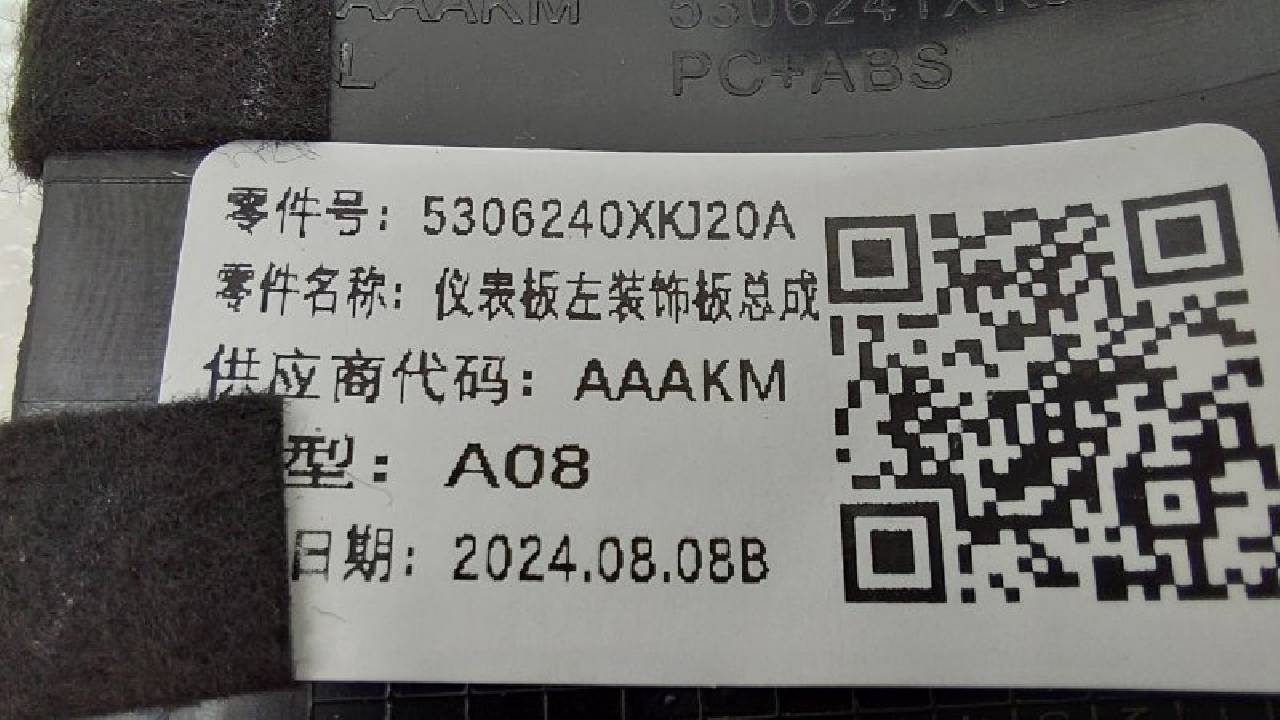 AAAKM 5306241XKJ
L PC+ABS
零件号: 5306240XKJ20A
零件名称: 仪表板左装饰板总成
供应商代码: AAAKM
型: A08
日期: 2024.08.08B